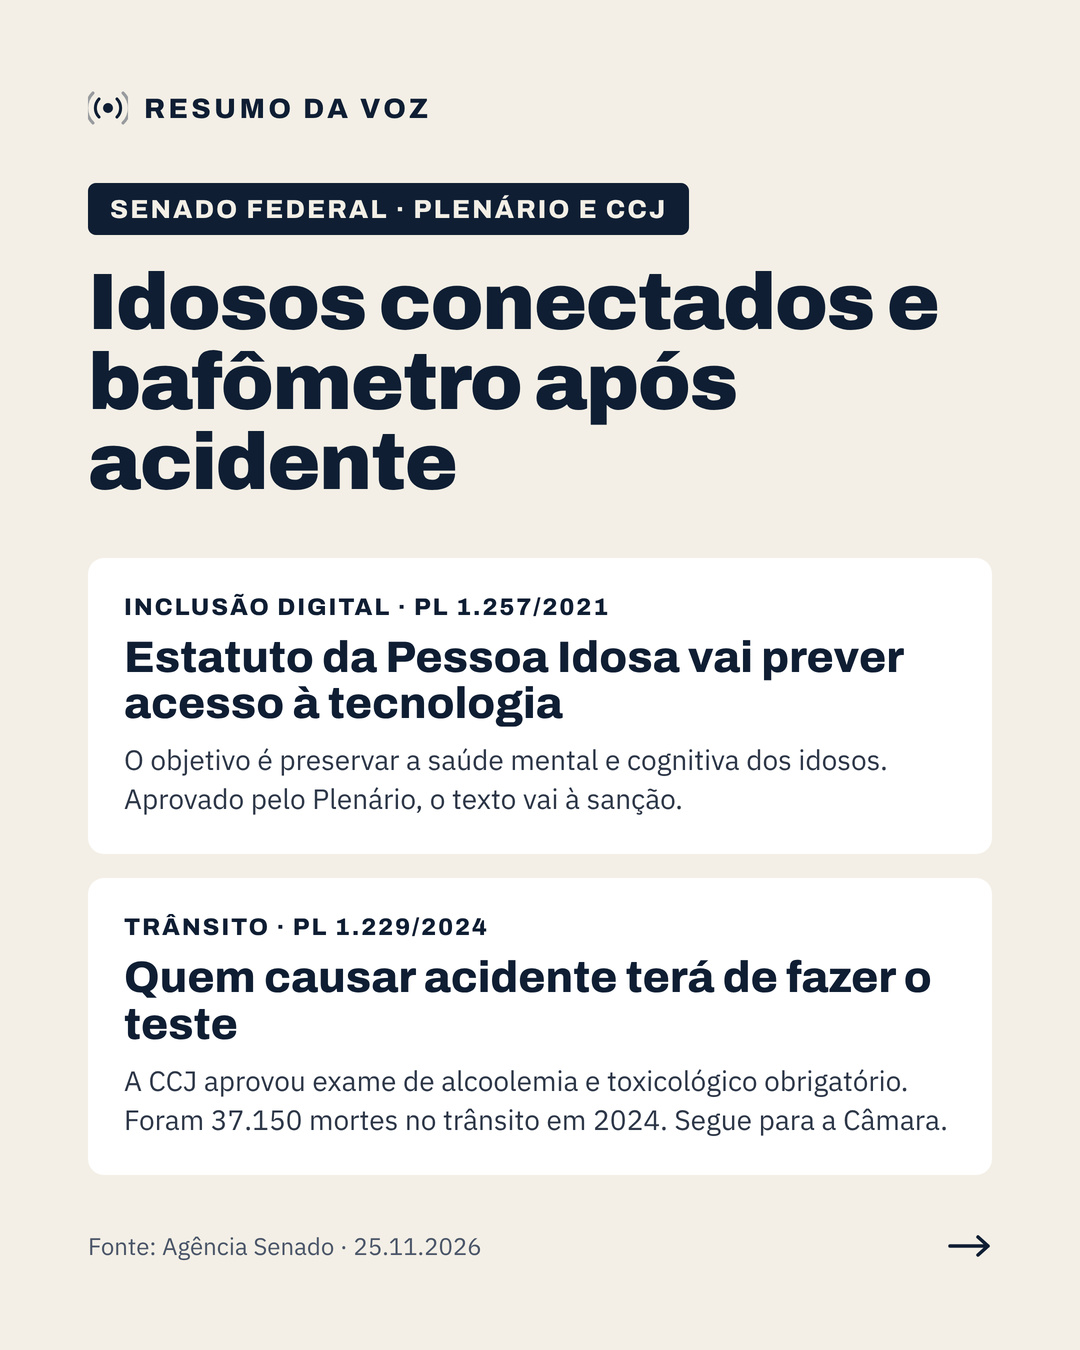 RESUMO DA VOZ
SENADO FEDERAL · PLENÁRIO E CCJ
Idosos conectados e
bafômetro após
acidente
INCLUSÃO DIGITAL · PL 1.257/2021
Estatuto da Pessoa Idosa vai prever
acesso à tecnologia
O objetivo é preservar a saúde mental e cognitiva dos idosos.
Aprovado pelo Plenário, o texto vai à sanção.
TRÂNSITO · PL 1.229/2024
Quem causar acidente terá de fazer o
teste
A CCJ aprovou exame de alcoolemia e toxicológico obrigatório.
Foram 37.150 mortes no trânsito em 2024. Segue para a Câmara.
Fonte: Agência Senado · 25.11.2026